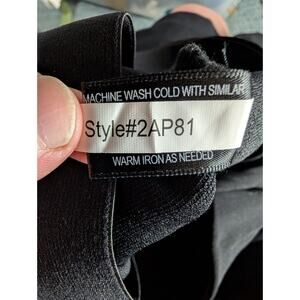 MACHINE WASH COLD WITH SIMILAR
Style#2AP81
WARM IRON AS NEEDED